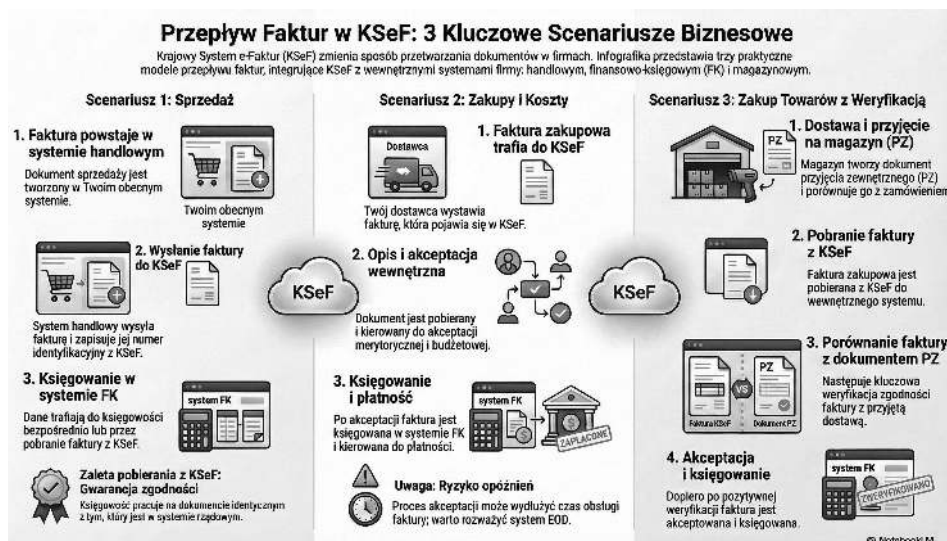 Przepływ Faktur w KSeF: 3 Kluczowe Scenariusze Biznesowe
Krajowy System e-Faktur (KSeF) zmienia sposób przetwarzania dokumentów w firmach. Infografika przedstawia trzy praktyczne
modele przepływu faktur, integrujące KSeF z wewnętrznymi systemami firmy: handlowym, finansowo-księgowym (FK) i magazynowym.
Scenariusz 1: Sprzedaż
1. Faktura powstaje w
systemie handlowym
Dokument sprzedaży jest
tworzony w Twoim obecnym
systemie.
Twoim obecnym
systemie
2. Wysłanie faktury
do KSeF
System handlowy wysyła
fakturę i zapisuje jej numer
identyfikacyjny z KSeF.
3. Księgowanie w
systemie FK
Dane trafiają do księgowości
bezpośrednio lub przez
pobranie faktury z KSeF.
system FK
Zaleta pobierania z KSeF:
Gwarancja zgodności
Księgowość pracuje na dokumencie identycznym
z tym, który jest w systemie rządowym.
KSeF
Scenariusz 2: Zakupy i Koszty
Dostawca
1. Faktura zakupowa
trafia do KSeF
Twój dostawca wystawia
fakturę, która pojawia się w KSeF.
2. Opis i akceptacja
wewnętrzna
Dokument jest pobierany
i kierowany do akceptacji
merytorycznej i budżetowej.
3. Księgowanie
i płatność
Po akceptacji faktura jest
księgowana w systemie FK
i kierowana do płatności.
system FK
ZAPŁACONE
Uwaga: Ryzyko opóźnień
Proces akceptacji może wydłużyć czas obsługi
faktury; warto rozważyć system EOD.
KSeF
Scenariusz 3: Zakup Towarów z Weryfikacją
PZ
1. Dostawa i przyjęcie
na magazyn (PZ)
Magazyn tworzy dokument
przyjęcia zewnętrznego (PZ)
i porównuje go z zamówieniem
2. Pobranie faktury
z KSeF
Faktura zakupowa jest
pobierana z KSeF do
wewnętrznego systemu.
PZ
VS
Faktura KSeF
Dokument PZ
3. Porównanie faktury
z dokumentem PZ
Następuje kluczowa
weryfikacja zgodności
faktury z przyjętą
dostawą.
4. Akceptacja
i księgowanie
Dopiero po pozytywnej
weryfikacji faktura jest
akceptowana i księgowana.
system FK
ZWERYFIKOWANO